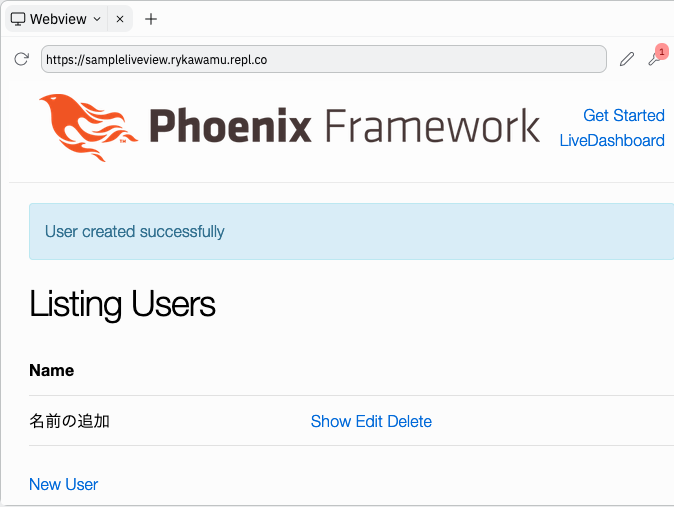 Webview
https://sampleliveview.rykawamu.repl.co
1
Phoenix Framework
TM
Get Started
LiveDashboard
User created successfully
Listing Users
Name
名前の追加 Show Edit Delete
New User